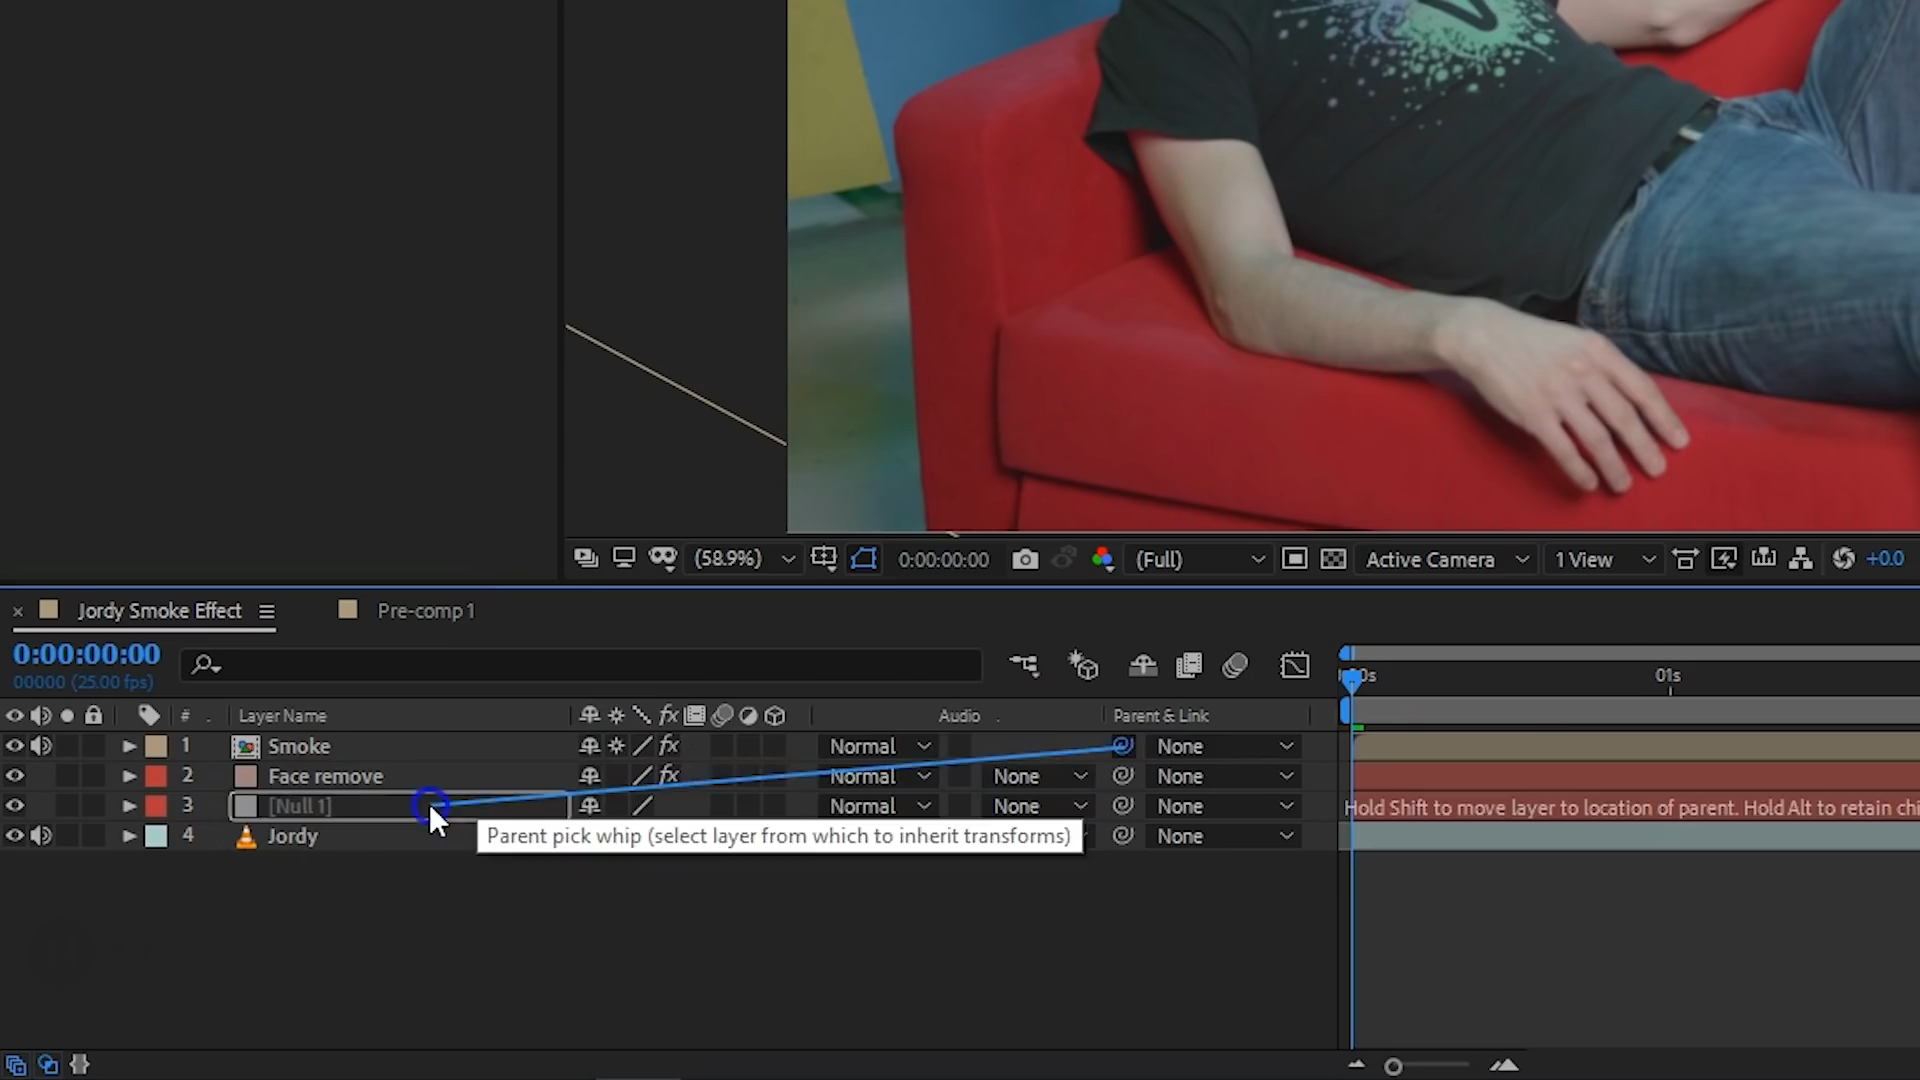 (58.9%) 0:00:00:00 (Full) Active Camera 1 View +0.0
× Jordy Smoke Effect Pre-comp 1
0:00:00:00
00000 (25.00 fps)
01s
# . Layer Name fx Audio . Parent & Link
1 Smoke fx Normal None
2 Face remove fx Normal None None
3 [Null 1] Normal None None Hold Shift to move layer to location of parent. Hold Alt to retain chi
4 Jordy None
Parent pick whip (select layer from which to inherit transforms)